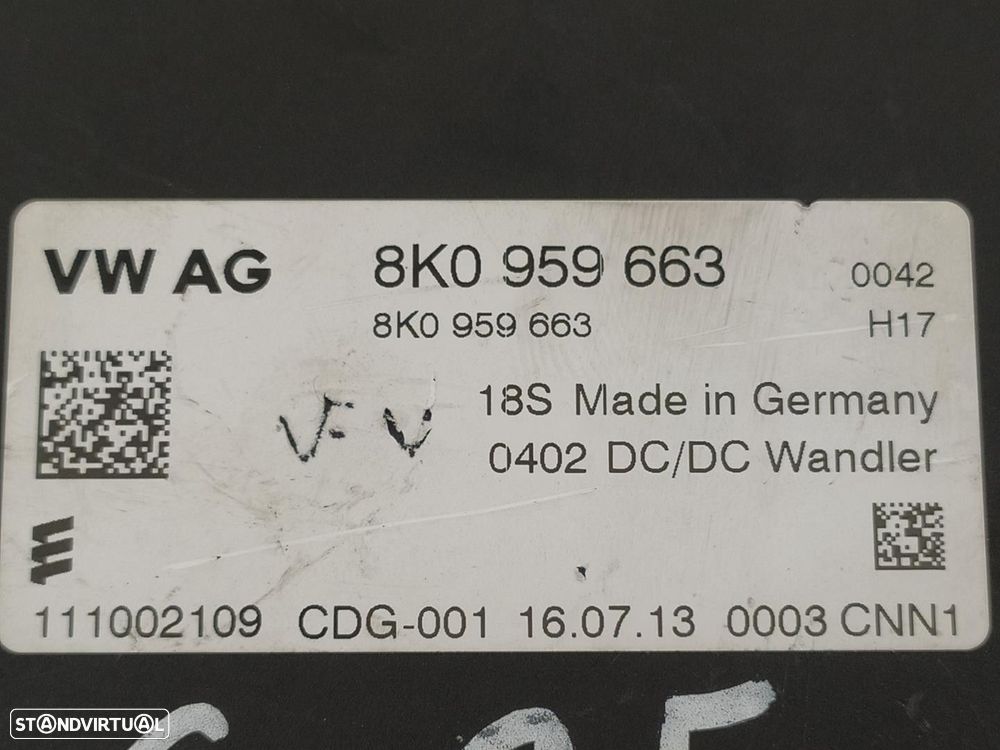 VW AG 8K0 959 663 0042
8K0 959 663 H17
18S Made in Germany
0402 DC/DC Wandler
111002109 CDG-001 16.07.13 0003 CNN1
STANDVIRTUAL